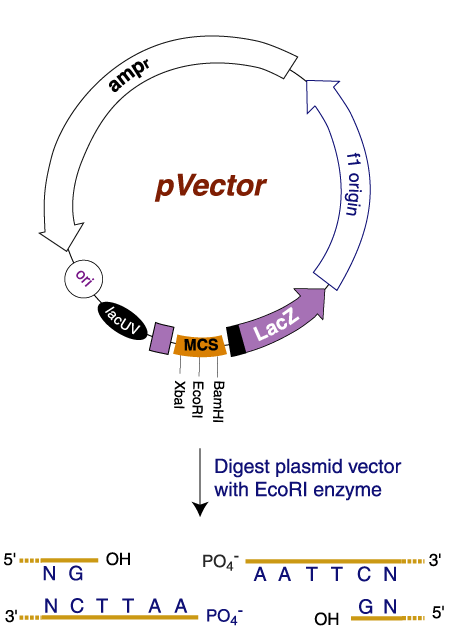 ampr
pVector
f1 origin
ori
lacUV
MCS
LacZ
XbaI
EcoRI
BamHI
Digest plasmid vector
with EcoRI enzyme
5' OH PO4- 3'
N G A A T T C N
N C T T A A G N
3' PO4- OH 5'